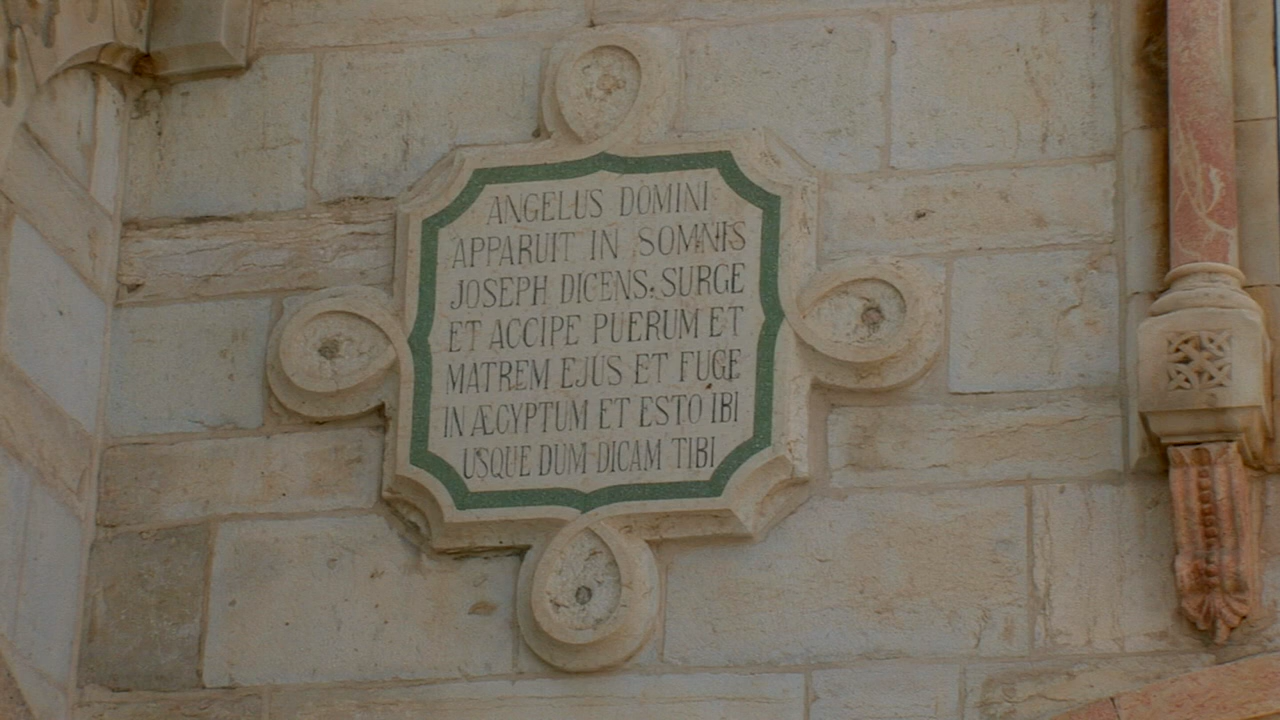 ANGELUS DOMINI
APPARUIT IN SOMNIS
JOSEPH DICENS: SURGE
ET ACCIPE PUERUM ET
MATREM EJUS ET FUGE
IN ÆGYPTUM ET ESTO IBI
USQUE DUM DICAM TIBI